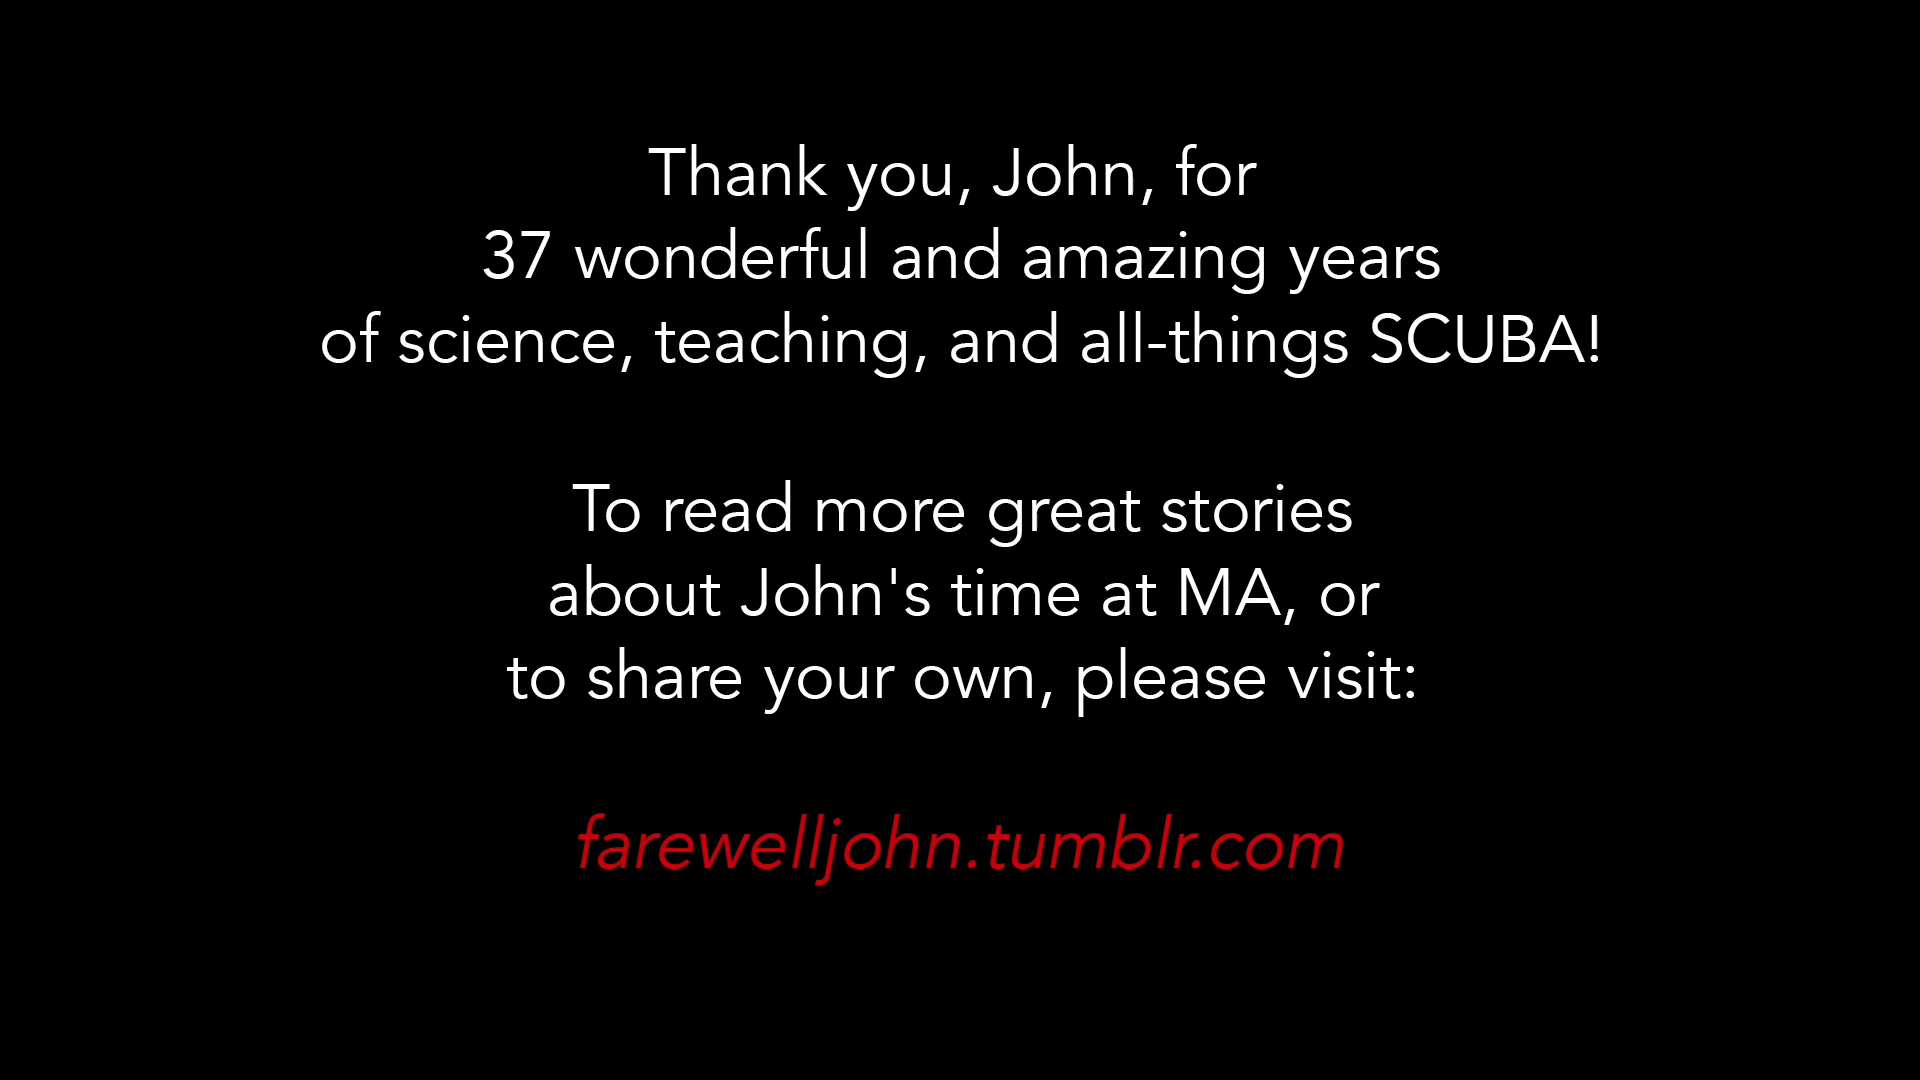 Thank you, John, for
37 wonderful and amazing years
of science, teaching, and all-things SCUBA!
To read more great stories
about John's time at MA, or
to share your own, please visit:
farewelljohn.tumblr.com